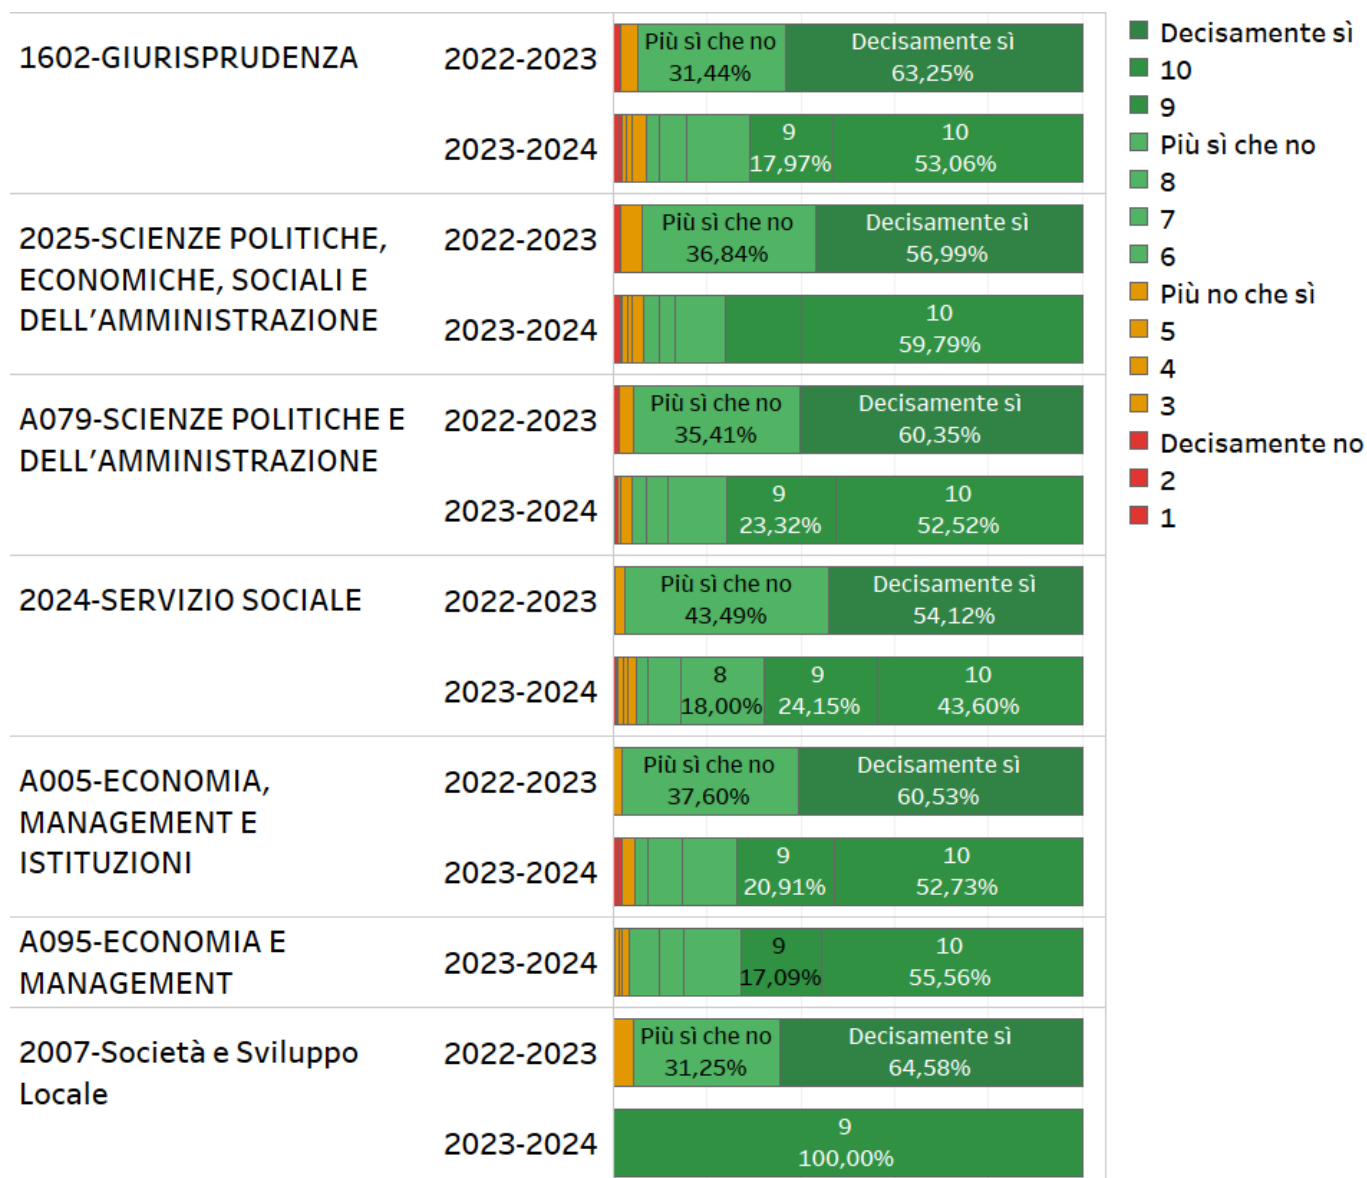 1602-GIURISPRUDENZA
2022-2023
Più sì che no
31,44%
Decisamente sì
63,25%
2023-2024
9
17,97%
10
53,06%
2025-SCIENZE POLITICHE,
ECONOMICHE, SOCIALI E
DELL’AMMINISTRAZIONE
2022-2023
Più sì che no
36,84%
Decisamente sì
56,99%
2023-2024
10
59,79%
A079-SCIENZE POLITICHE E
DELL’AMMINISTRAZIONE
2022-2023
Più sì che no
35,41%
Decisamente sì
60,35%
2023-2024
9
23,32%
10
52,52%
2024-SERVIZIO SOCIALE
2022-2023
Più sì che no
43,49%
Decisamente sì
54,12%
2023-2024
8
18,00%
9
24,15%
10
43,60%
A005-ECONOMIA,
MANAGEMENT E
ISTITUZIONI
2022-2023
Più sì che no
37,60%
Decisamente sì
60,53%
2023-2024
9
20,91%
10
52,73%
A095-ECONOMIA E
MANAGEMENT
2023-2024
9
17,09%
10
55,56%
2007-Società e Sviluppo
Locale
2022-2023
Più sì che no
31,25%
Decisamente sì
64,58%
2023-2024
9
100,00%
Decisamente sì
10
9
Più sì che no
8
7
6
Più no che sì
5
4
3
Decisamente no
2
1